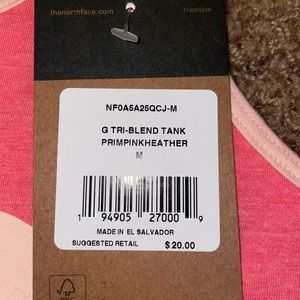 thenorthface.com
NF0A5A25QCJ-M
G TRI-BLEND TANK
PRIMPINKHEATHER
M
1 94905 27000 9
MADE IN EL SALVADOR
SUGGESTED RETAIL $ 20.00